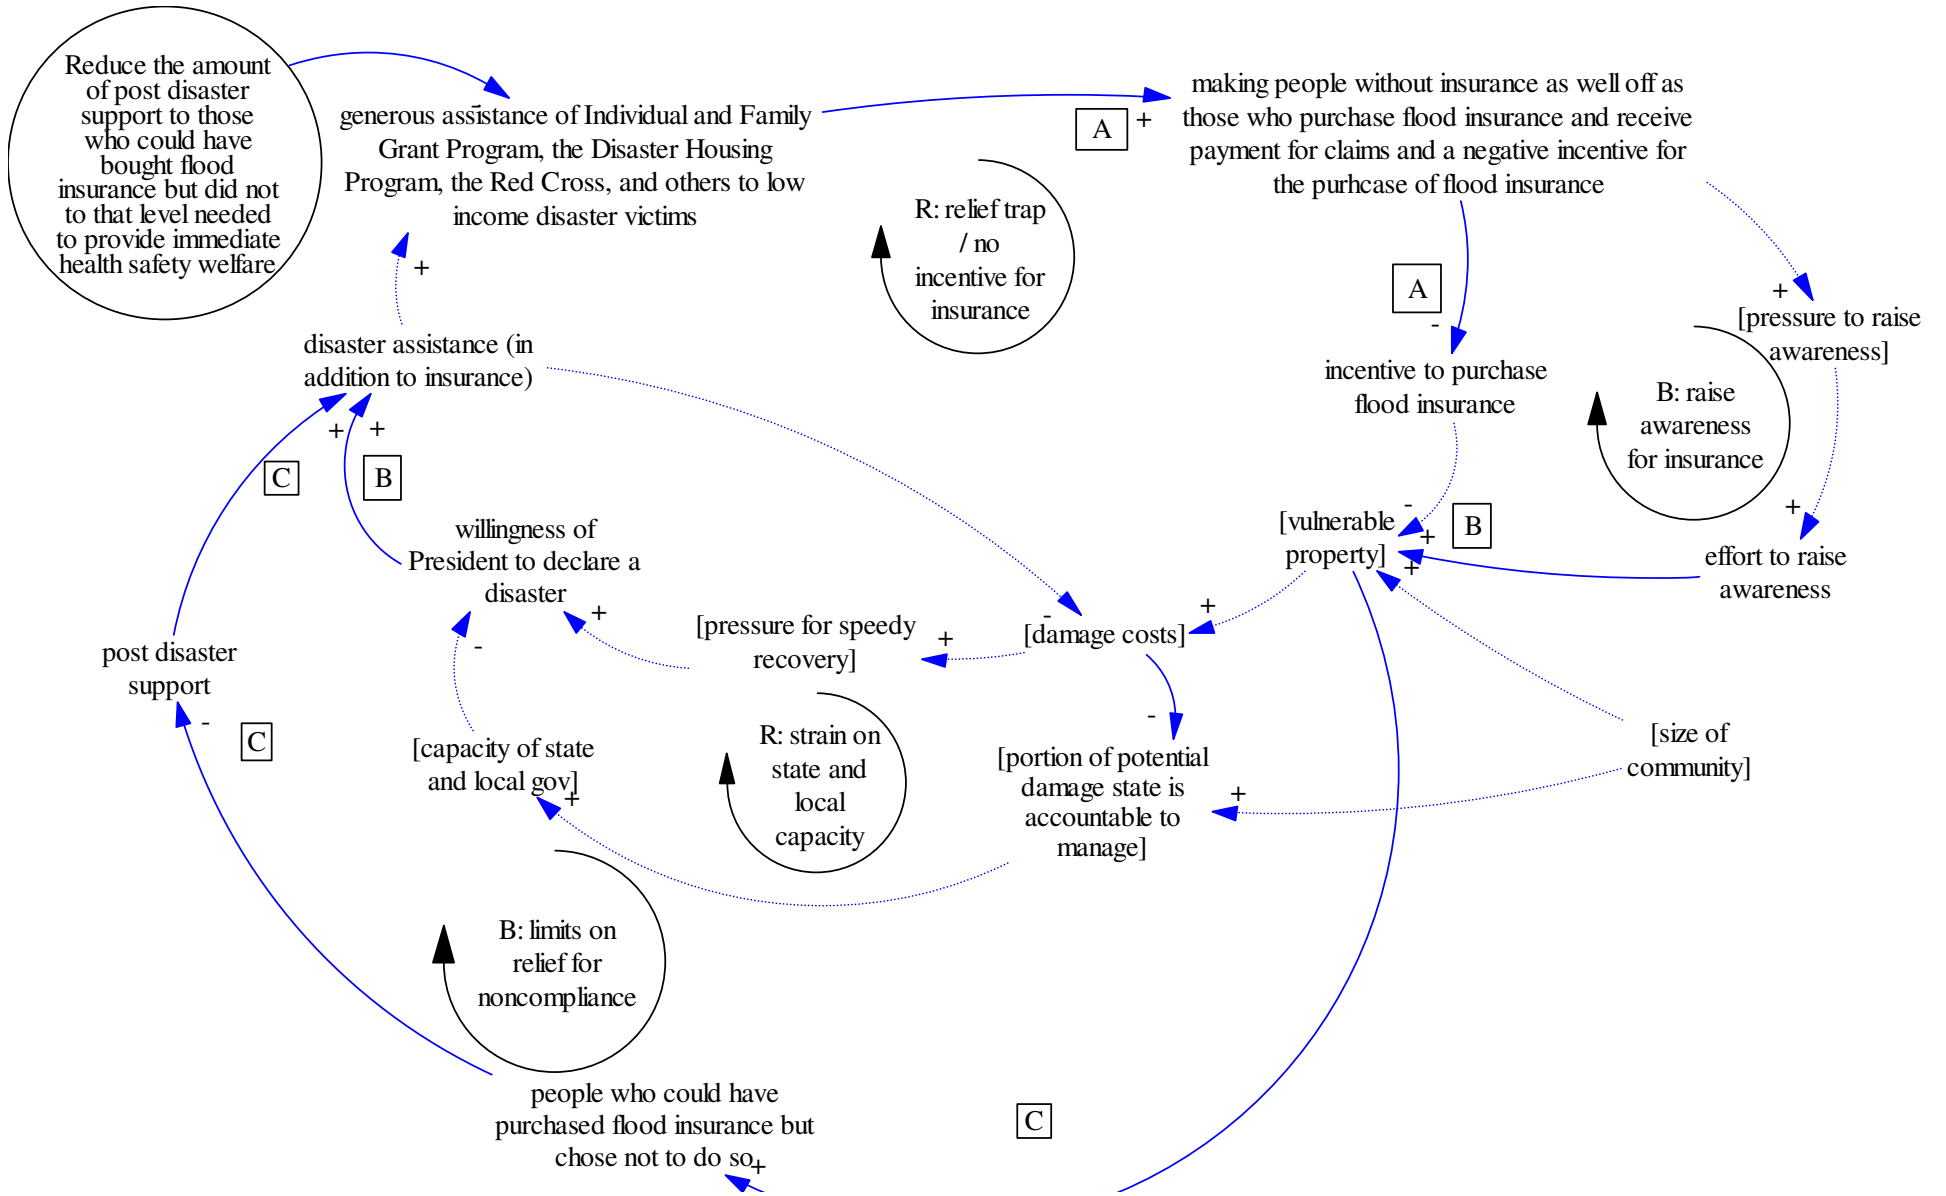 Reduce the amount
of post disaster
support to those
who could have
bought flood
insurance but did not
to that level needed
to provide immediate
health safety welfare
-
generous assistance of Individual and Family
Grant Program, the Disaster Housing
Program, the Red Cross, and others to low
income disaster victims
A
+
making people without insurance as well off as
those who purchase flood insurance and receive
payment for claims and a negative incentive for
the purhcase of flood insurance
R: relief trap
/ no
incentive for
insurance
+
A
-
+
[pressure to raise
awareness]
disaster assistance (in
addition to insurance)
incentive to purchase
flood insurance
B: raise
awareness
for insurance
+
+
C
B
willingness of
President to declare a
disaster
[vulnerable
property]
-
+
+
B
+
effort to raise
awareness
post disaster
support
-
C
+
-
[pressure for speedy
recovery]
+
-
[damage costs]
+
-
[capacity of state
and local gov]
+
R: strain on
state and
local
capacity
[portion of potential
damage state is
accountable to
manage]
+
[size of
community]
B: limits on
relief for
noncompliance
people who could have
purchased flood insurance but
chose not to do so
+
C